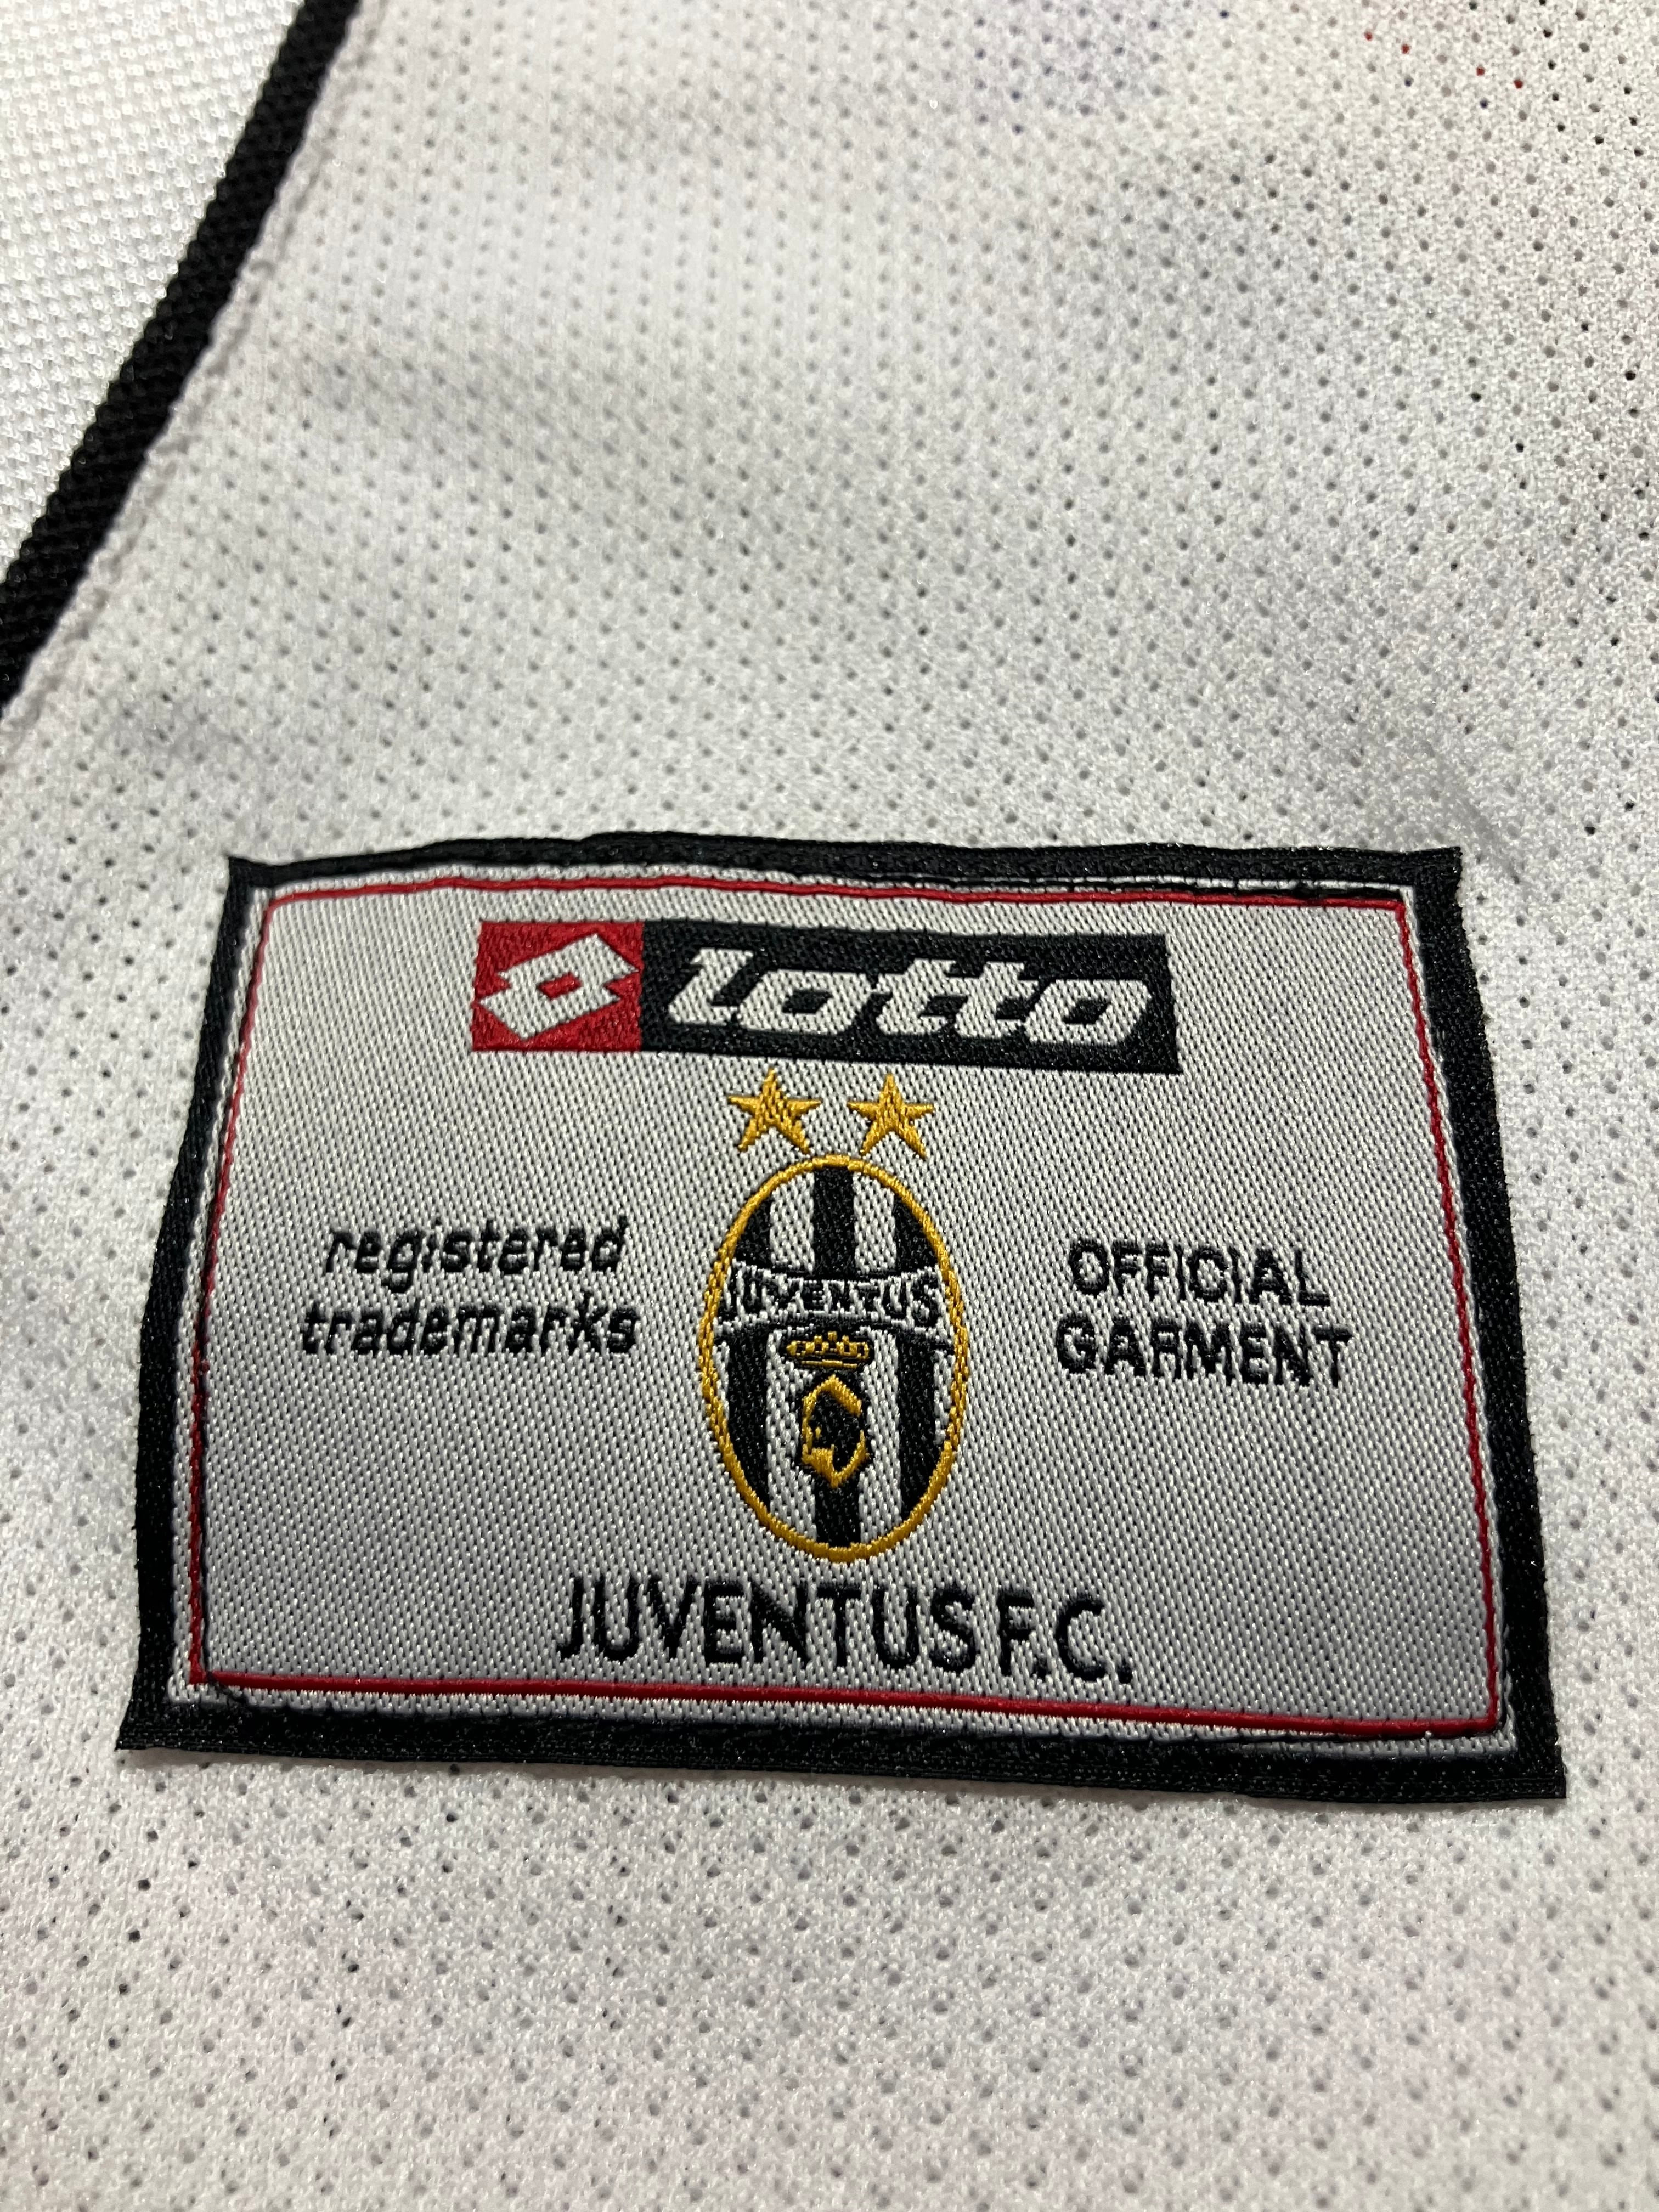 lotto
registered
trademarks
JUVENTUS
OFFICIAL
GARMENT
JUVENTUS F.C.